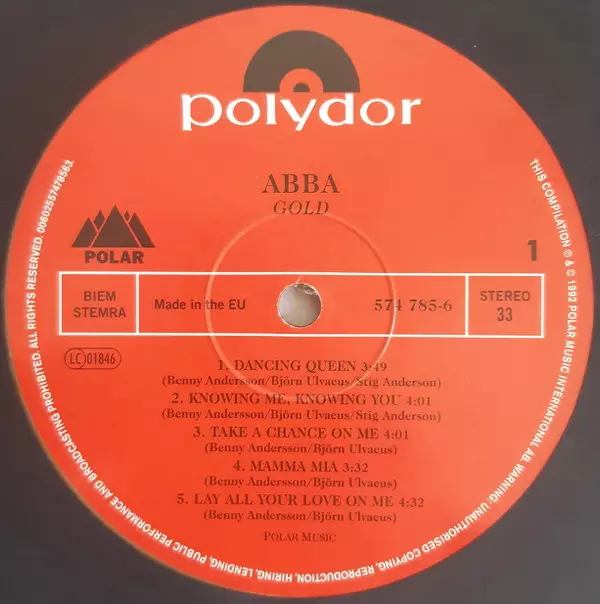 polydor
ABBA
GOLD
POLAR
1
BIEM
STEMRA
Made in the EU
574 785-6
STEREO
33
LC 01846
1. DANCING QUEEN 3:49
(Benny Andersson/Björn Ulvaeus/Stig Anderson)
2. KNOWING ME, KNOWING YOU 4:01
(Benny Andersson/Björn Ulvaeus/Stig Anderson)
3. TAKE A CHANCE ON ME 4:01
(Benny Andersson/Björn Ulvaeus)
4. MAMMA MIA 3:32
(Benny Andersson/Björn Ulvaeus)
5. LAY ALL YOUR LOVE ON ME 4:32
(Benny Andersson/Björn Ulvaeus)
POLAR MUSIC
THIS COMPILATION ℗ & © 1992 POLAR MUSIC INTERNATIONAL AB. WARNING: UNAUTHORISED COPYING, REPRODUCTION, HIRING, LENDING, PUBLIC PERFORMANCE AND BROADCASTING PROHIBITED. ALL RIGHTS RESERVED. 00602557478563.